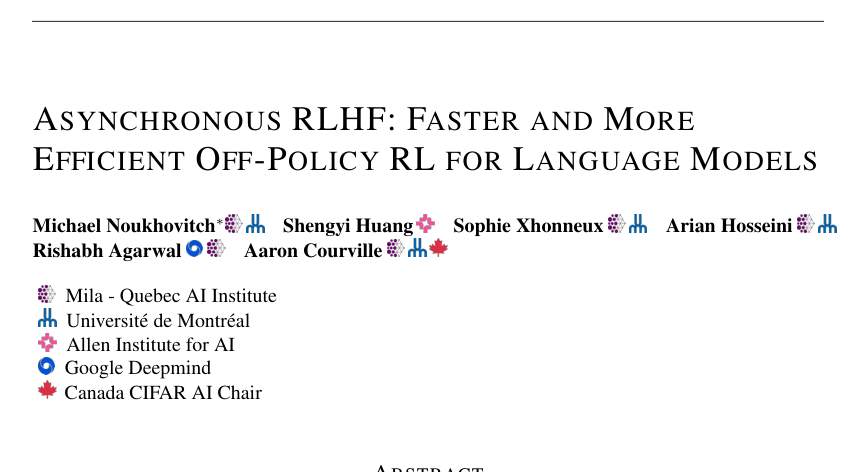 ASYNCHRONOUS RLHF: FASTER AND MORE
EFFICIENT OFF-POLICY RL FOR LANGUAGE MODELS
Michael Noukhovitch* Shengyi Huang Sophie Xhonneux Arian Hosseini
Rishabh Agarwal Aaron Courville
Mila - Quebec AI Institute
Université de Montréal
Allen Institute for AI
Google Deepmind
Canada CIFAR AI Chair
ABSTRACT